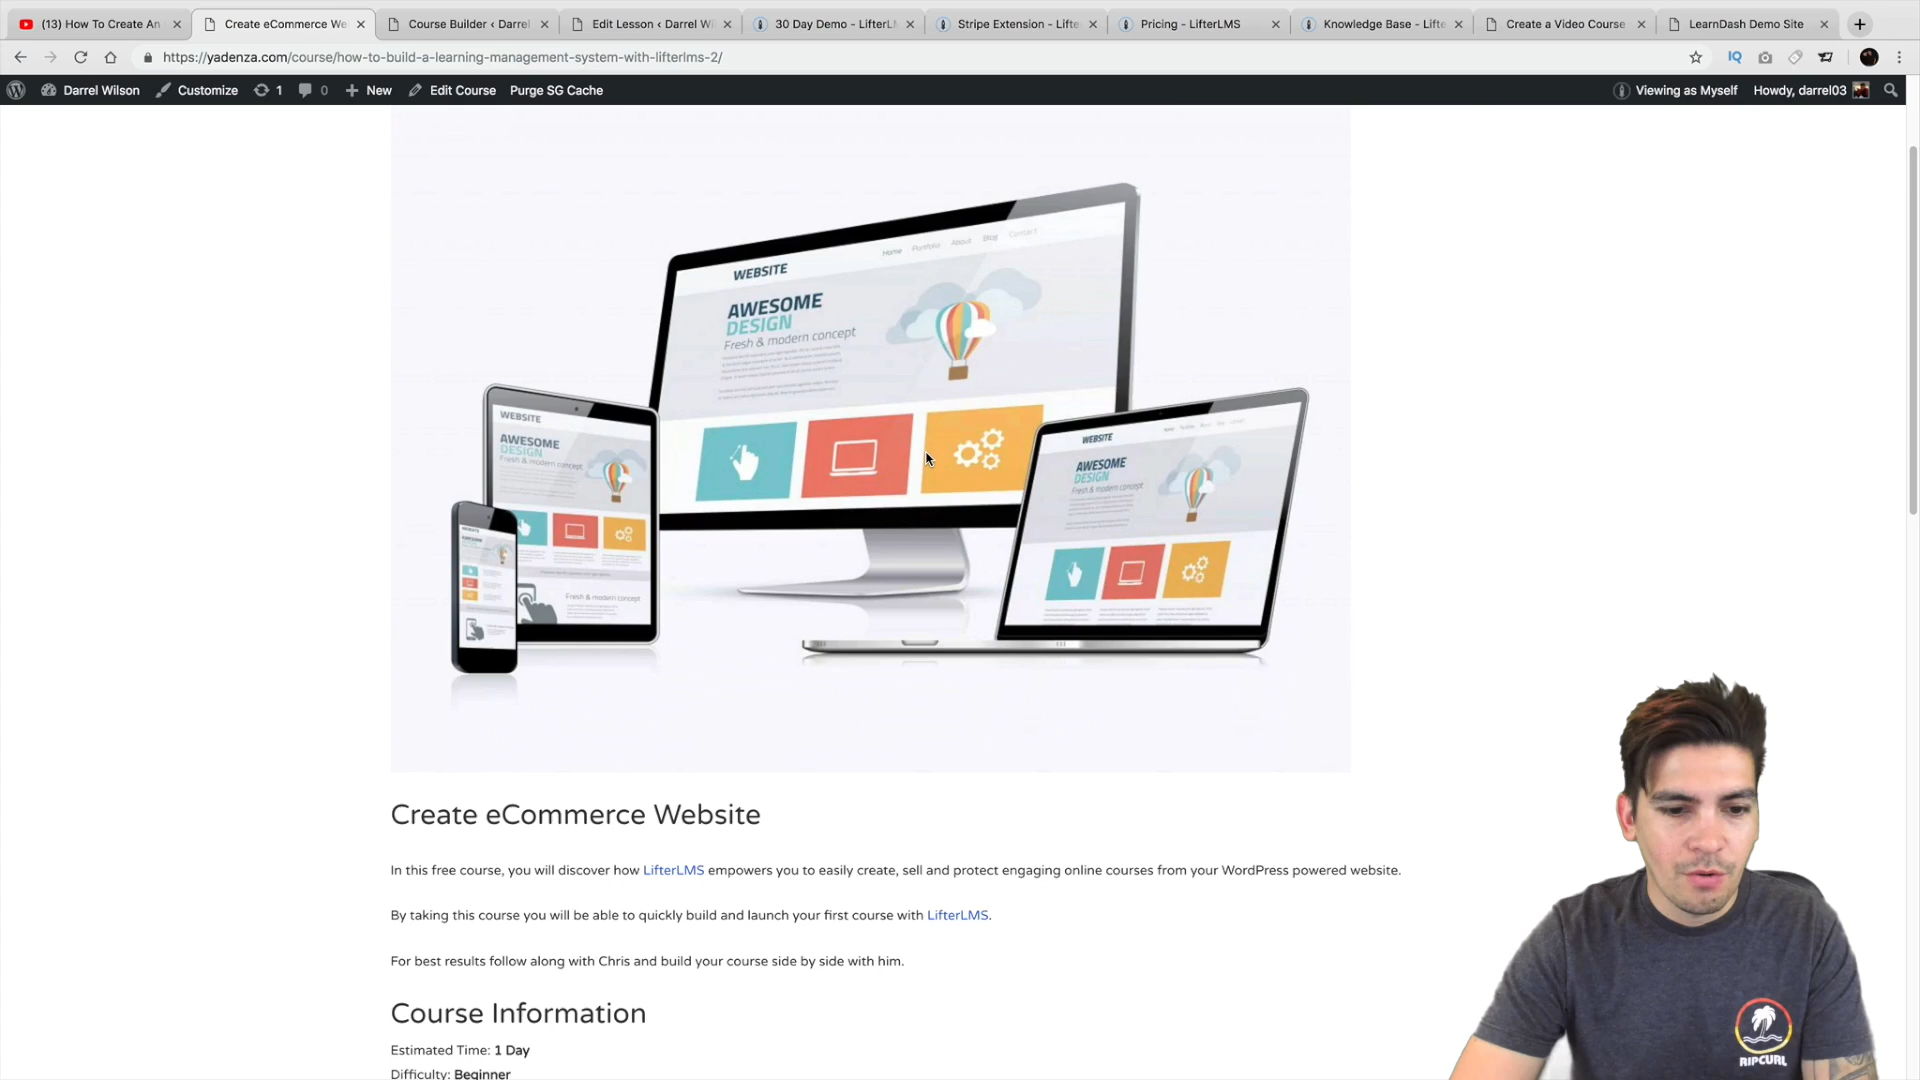 (13) How To Create An
Create eCommerce We
Course Builder ‹ Darrel
Edit Lesson ‹ Darrel Wi
30 Day Demo - LifterL
Stripe Extension - Lifte
Pricing - LifterLMS
Knowledge Base - Lifte
Create a Video Course
LearnDash Demo Site
https://yadenza.com/course/how-to-build-a-learning-management-system-with-lifterlms-2/
IQ
Darrel Wilson
Customize
1
0
New
Edit Course
Purge SG Cache
Viewing as Myself
Howdy, darrel03
Home Portfolio About Blog Contact
WEBSITE
AWESOME
DESIGN
Fresh & modern concept
WEBSITE
AWESOME
DESIGN
Fresh & modern concept
Fresh & modern concept
WEBSITE
AWESOME
DESIGN
Fresh & modern concept
Create eCommerce Website
In this free course, you will discover how LifterLMS empowers you to easily create, sell and protect engaging online courses from your WordPress powered website.
By taking this course you will be able to quickly build and launch your first course with LifterLMS.
For best results follow along with Chris and build your course side by side with him.
Course Information
Estimated Time: 1 Day
Difficulty: Beginner
RIPCURL